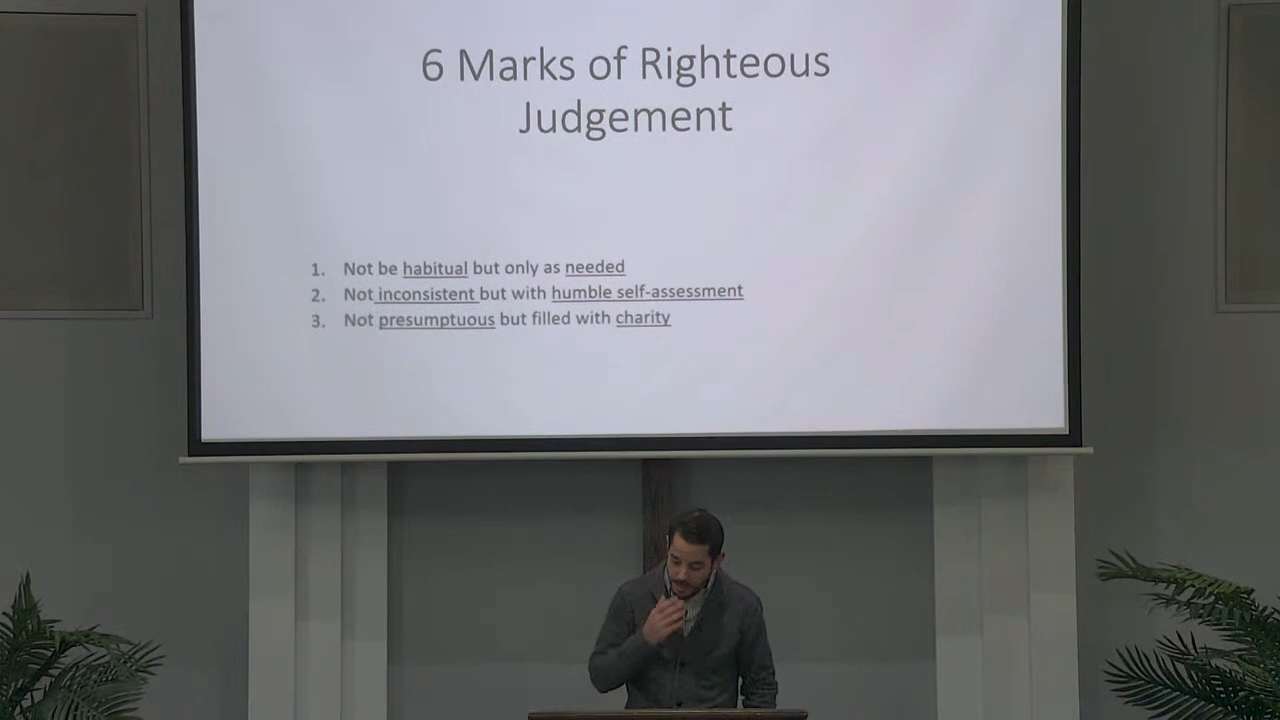 6 Marks of Righteous
Judgement
1. Not be habitual but only as needed
2. Not inconsistent but with humble self-assessment
3. Not presumptuous but filled with charity